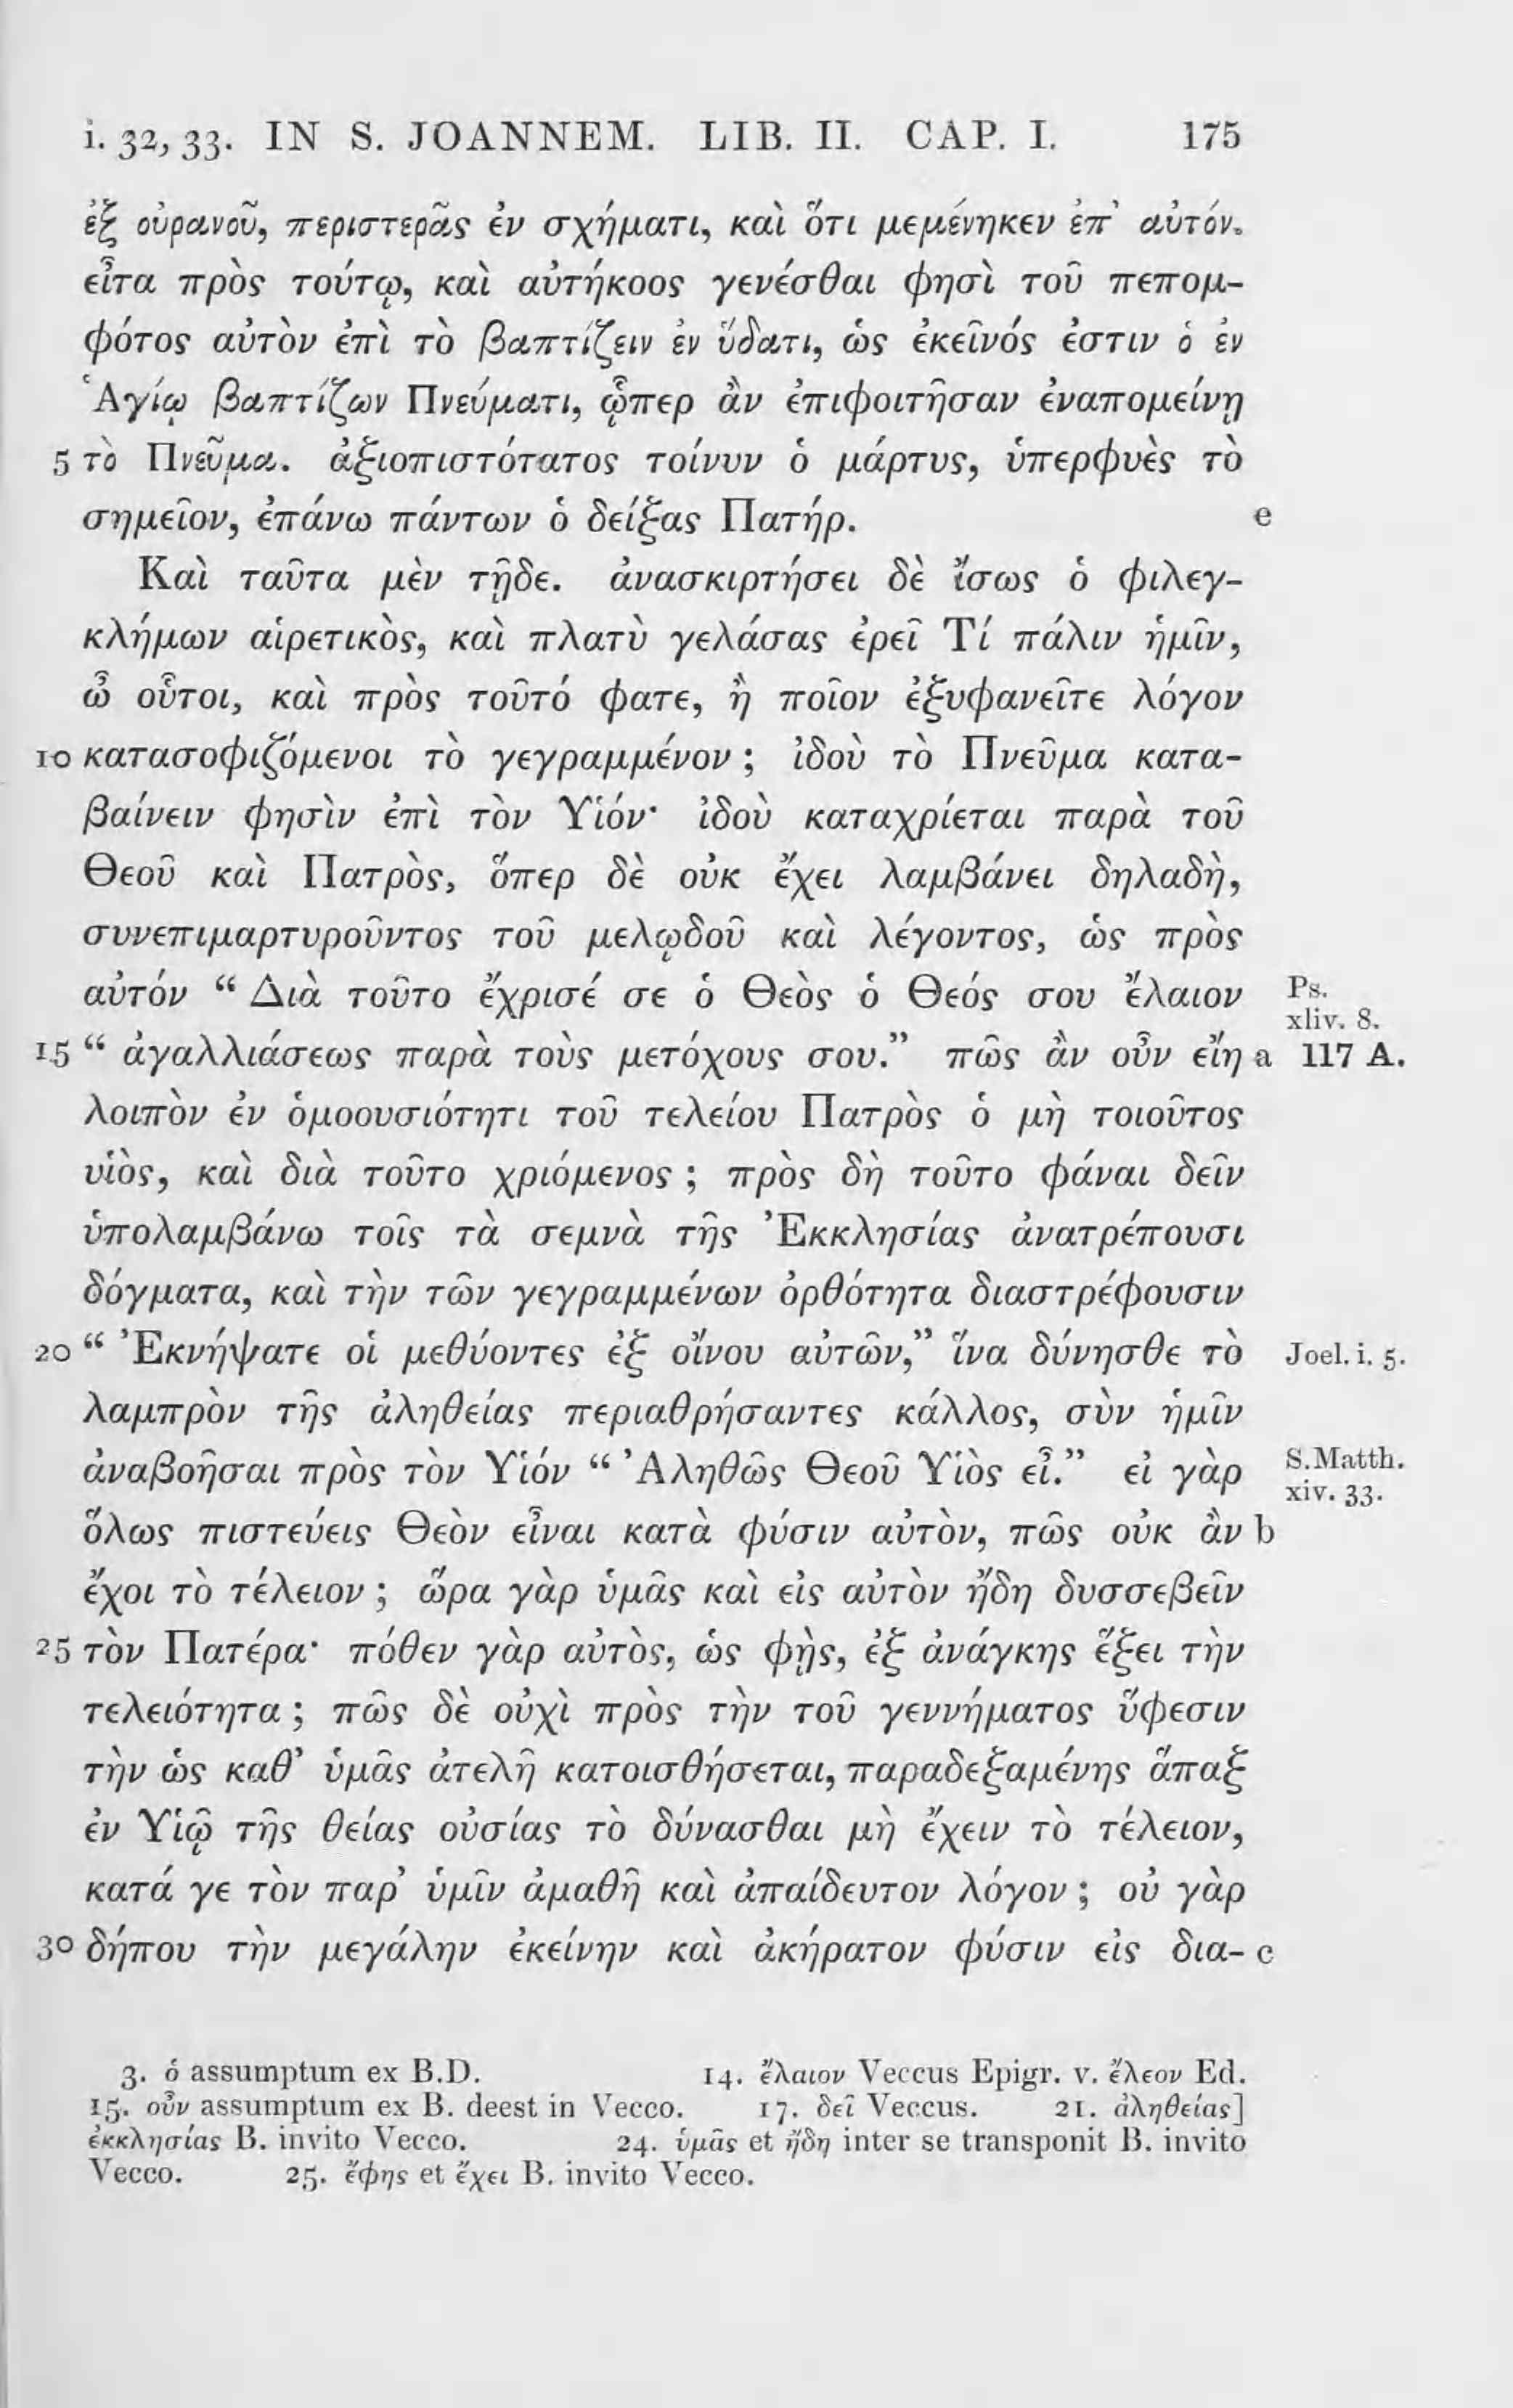 i. 32, 33. IN S. JOANNEM. LIB. II. CAP. I. 175
ἐξ οὐρανοῦ, περιστερᾶς ἐν σχήματι, καὶ ὅτι μεμένηκεν ἐπ’ αὐτόν.
εἶτα πρὸς τούτῳ, καὶ αὐτήκοος γενέσθαι φησὶ τοῦ πεπομ-
φότος αὐτὸν ἐπὶ τὸ βαπτίζειν ἐν ὕδατι, ὡς ἐκεῖνός ἐστιν ὁ ἐν
Ἁγίῳ βαπτίζων Πνεύματι, ᾧπερ ἂν ἐπιφοιτῆσαν ἐναπομείνῃ
5 τὸ Πνεῦμα. ἀξιοπιστότατος τοίνυν ὁ μάρτυς, ὑπερφυὲς τὸ
σημεῖον, ἐπάνω πάντων ὁ δείξας Πατήρ. e
Καὶ ταῦτα μὲν τῇδε. ἀνασκιρτήσει δὲ ἴσως ὁ φιλεγ-
κλήμων αἱρετικὸς, καὶ πλατὺ γελάσας ἐρεῖ Τί πάλιν ἡμῖν,
ὦ οὗτοι, καὶ πρὸς τοῦτό φατε, ἢ ποῖον ἐξυφανεῖτε λόγον
10 κατασοφιζόμενοι τὸ γεγραμμένον ; ἰδοὺ τὸ Πνεῦμα κατα-
βαίνειν φησὶν ἐπὶ τὸν Υἱόν· ἰδοὺ καταχρίεται παρὰ τοῦ
Θεοῦ καὶ Πατρὸς, ὅπερ δὲ οὐκ ἔχει λαμβάνει δηλαδὴ,
συνεπιμαρτυροῦντος τοῦ μελῳδοῦ καὶ λέγοντος, ὡς πρὸς
αὐτόν “ Διὰ τοῦτο ἔχρισέ σε ὁ Θεὸς ὁ Θεός σου ἔλαιον Ps. xliv. 8.
15 “ ἀγαλλιάσεως παρὰ τοὺς μετόχους σου.” πῶς ἂν οὖν εἴη a 117 A.
λοιπὸν ἐν ὁμοουσιότητι τοῦ τελείου Πατρὸς ὁ μὴ τοιοῦτος
υἱὸς, καὶ διὰ τοῦτο χριόμενος ; πρὸς δὴ τοῦτο φάναι δεῖν
ὑπολαμβάνω τοῖς τὰ σεμνὰ τῆς Ἐκκλησίας ἀνατρέπουσι
δόγματα, καὶ τὴν τῶν γεγραμμένων ὀρθότητα διαστρέφουσιν
20 “ Ἐκνήψατε οἱ μεθύοντες ἐξ οἴνου αὐτῶν,” ἵνα δύνησθε τὸ Joel. i. 5.
λαμπρὸν τῆς ἀληθείας περιαθρήσαντες κάλλος, σὺν ἡμῖν
ἀναβοῆσαι πρὸς τὸν Υἱόν “ Ἀληθῶς Θεοῦ Υἱὸς εἶ.” εἰ γὰρ S.Matth. xiv. 33.
ὅλως πιστεύεις Θεὸν εἶναι κατὰ φύσιν αὐτὸν, πῶς οὐκ ἂν b
ἔχοι τὸ τέλειον ; ὥρα γὰρ ὑμᾶς καὶ εἰς αὐτὸν ἤδη δυσσεβεῖν
25 τὸν Πατέρα· πόθεν γὰρ αὐτὸς, ὡς φῂς, ἐξ ἀνάγκης ἕξει τὴν
τελειότητα ; πῶς δὲ οὐχὶ πρὸς τὴν τοῦ γεννήματος ὕφεσιν
τὴν ὡς καθ’ ὑμᾶς ἀτελῆ κατοισθήσεται, παραδεξαμένης ἅπαξ
ἐν Υἱῷ τῆς θείας οὐσίας τὸ δύνασθαι μὴ ἔχειν τὸ τέλειον,
κατά γε τὸν παρ’ ὑμῖν ἀμαθῆ καὶ ἀπαίδευτον λόγον ; οὐ γὰρ
30 δήπου τὴν μεγάλην ἐκείνην καὶ ἀκήρατον φύσιν εἰς δια- c
3. ὁ assumptum ex B.D. 14. ἔλαιον Veccus Epigr. v. ἔλεον Ed.
15. οὖν assumptum ex B. deest in Vecco. 17. δεῖ Veccus. 21. ἀληθείας]
ἐκκλησίας B. invito Vecco. 24. ὑμᾶς et ἤδη inter se transponit B. invito
Vecco. 25. ἔφης et ἔχει B. invito Vecco.